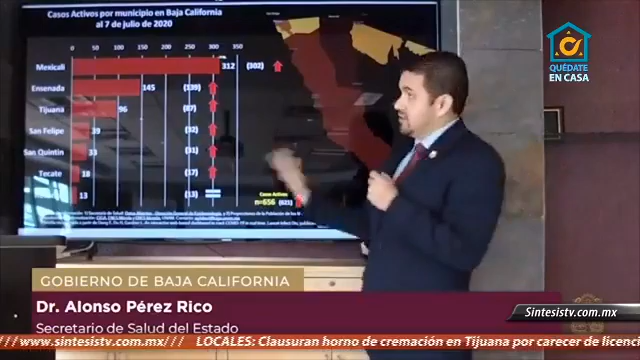 Casos Activos por municipio en Baja California
al 7 de julio de 2020
0 50 100 150 200 250 300 350
Mexicali 312 (302)
Ensenada 145 (139)
Tijuana 96 (87)
San Felipe 39 (32)
San Quintín 33 (31)
Tecate 18 (17)
13 (13)
Casos Activos
n=656 (621)
QUÉDATE
EN CASA
GOBIERNO DE BAJA CALIFORNIA
Dr. Alonso Pérez Rico
Secretario de Salud del Estado
Sintesistv.com.mx
/// www.sintesistv.com.mx/// LOCALES: Clausuran horno de cremación en Tijuana por carecer de licenc